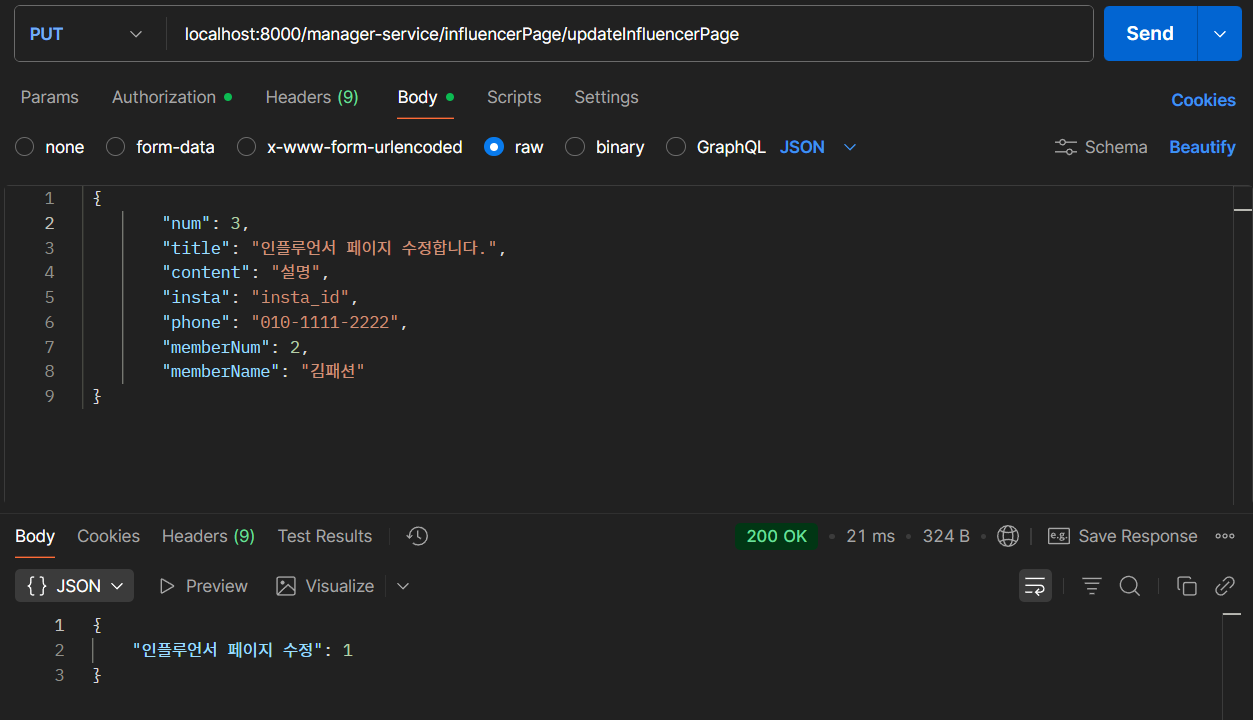 PUT localhost:8000/manager-service/influencerPage/updateInfluencerPage Send
Params Authorization Headers (9) Body Scripts Settings Cookies
none form-data x-www-form-urlencoded raw binary GraphQL JSON Schema Beautify
1 {
2 "num": 3,
3 "title": "인플루언서 페이지 수정합니다.",
4 "content": "설명",
5 "insta": "insta_id",
6 "phone": "010-1111-2222",
7 "memberNum": 2,
8 "memberName": "김패션"
9 }
Body Cookies Headers (9) Test Results 200 OK 21 ms 324 B e.g. Save Response
{} JSON Preview Visualize
1 {
2 "인플루언서 페이지 수정": 1
3 }